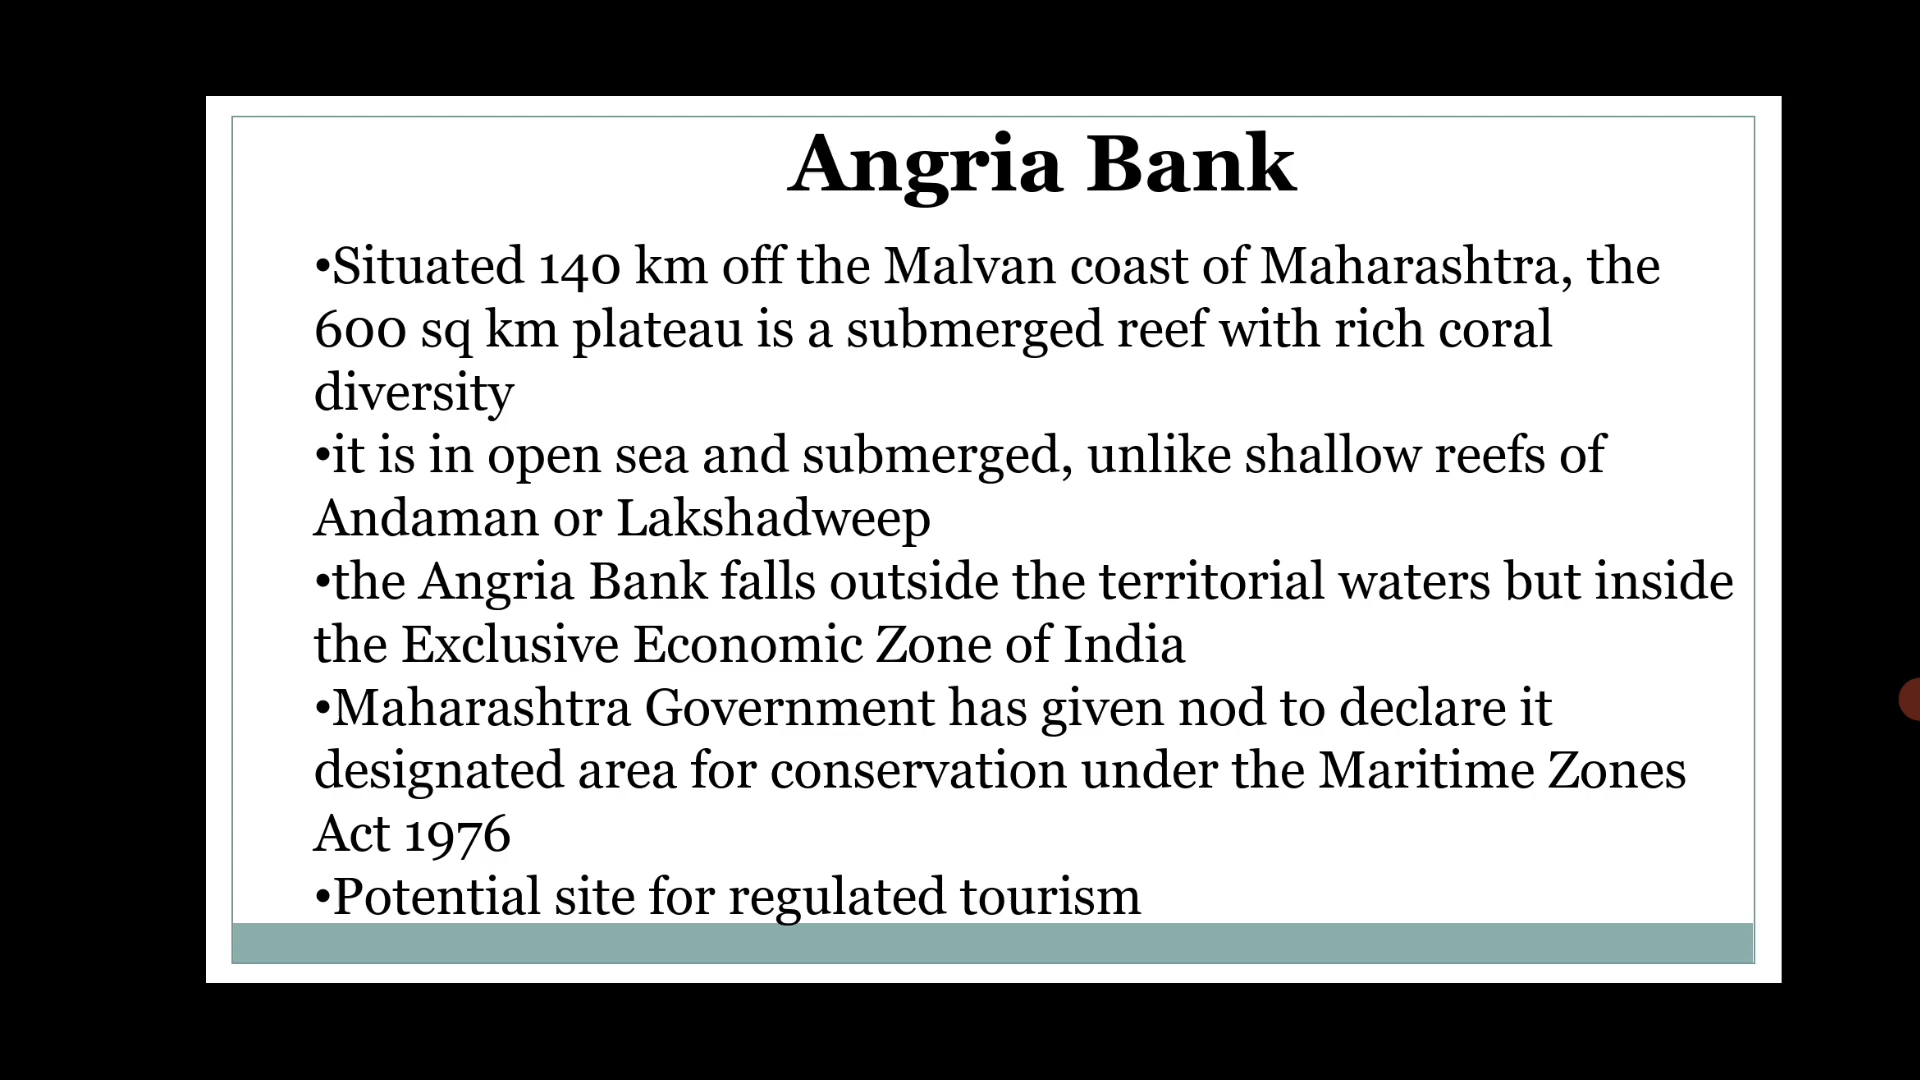 Angria Bank
•Situated 140 km off the Malvan coast of Maharashtra, the
600 sq km plateau is a submerged reef with rich coral
diversity
•it is in open sea and submerged, unlike shallow reefs of
Andaman or Lakshadweep
•the Angria Bank falls outside the territorial waters but inside
the Exclusive Economic Zone of India
•Maharashtra Government has given nod to declare it
designated area for conservation under the Maritime Zones
Act 1976
•Potential site for regulated tourism